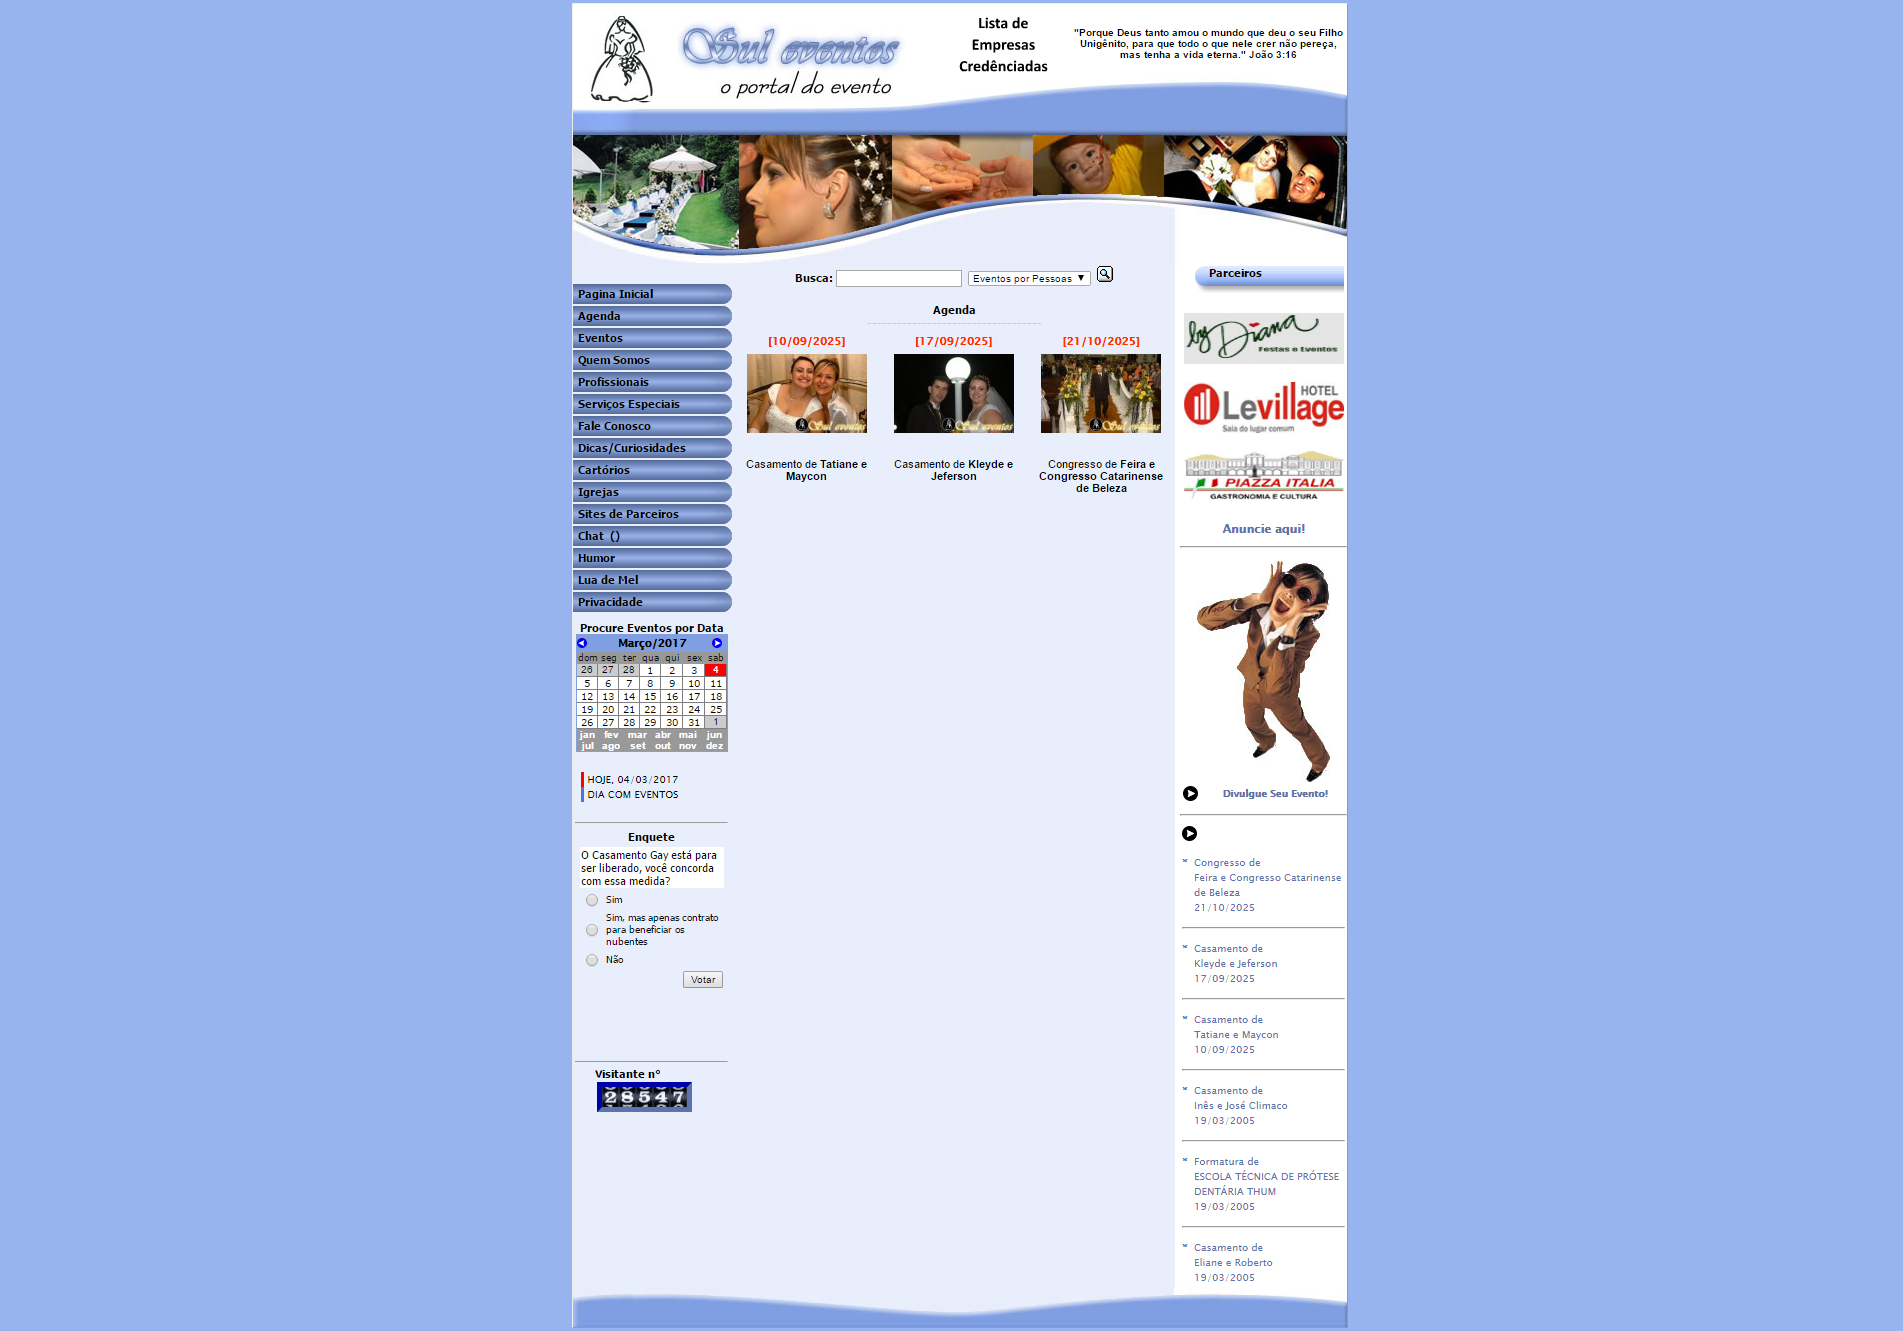 Sul eventos
o portal do evento
Lista de
Empresas
Credênciadas
"Porque Deus tanto amou o mundo que deu o seu Filho
Unigênito, para que todo o que nele crer não pereça,
mas tenha a vida eterna." João 3:16
Busca:
Eventos por Pessoas
Pagina Inicial
Agenda
Eventos
Quem Somos
Profissionais
Serviços Especiais
Fale Conosco
Dicas/Curiosidades
Cartórios
Igrejas
Sites de Parceiros
Chat ()
Humor
Lua de Mel
Privacidade
Procure Eventos por Data
Março/2017
dom seg ter qua qui sex sab
26 27 28 1 2 3 4
5 6 7 8 9 10 11
12 13 14 15 16 17 18
19 20 21 22 23 24 25
26 27 28 29 30 31 1
jan fev mar abr mai jun
jul ago set out nov dez
HOJE, 04/03/2017
DIA COM EVENTOS
Enquete
O Casamento Gay está para
ser liberado, você concorda
com essa medida?
Sim
Sim, mas apenas contrato
para beneficiar os
nubentes
Não
Votar
Visitante n°
28547
Agenda
[10/09/2025]
Sul eventos
Casamento de Tatiane e
Maycon
[17/09/2025]
Sul eventos
Casamento de Kleyde e
Jeferson
[21/10/2025]
Sul eventos
Congresso de Feira e
Congresso Catarinense
de Beleza
Parceiros
by Diana
Festas e Eventos
HOTEL
Levillage
Saia do lugar comum
PIAZZA ITALIA
GASTRONOMIA E CULTURA
Anuncie aqui!
Divulgue Seu Evento!
* Congresso de
Feira e Congresso Catarinense
de Beleza
21/10/2025
* Casamento de
Kleyde e Jeferson
17/09/2025
* Casamento de
Tatiane e Maycon
10/09/2025
* Casamento de
Inês e José Climaco
19/03/2005
* Formatura de
ESCOLA TÉCNICA DE PRÓTESE
DENTÁRIA THUM
19/03/2005
* Casamento de
Eliane e Roberto
19/03/2005